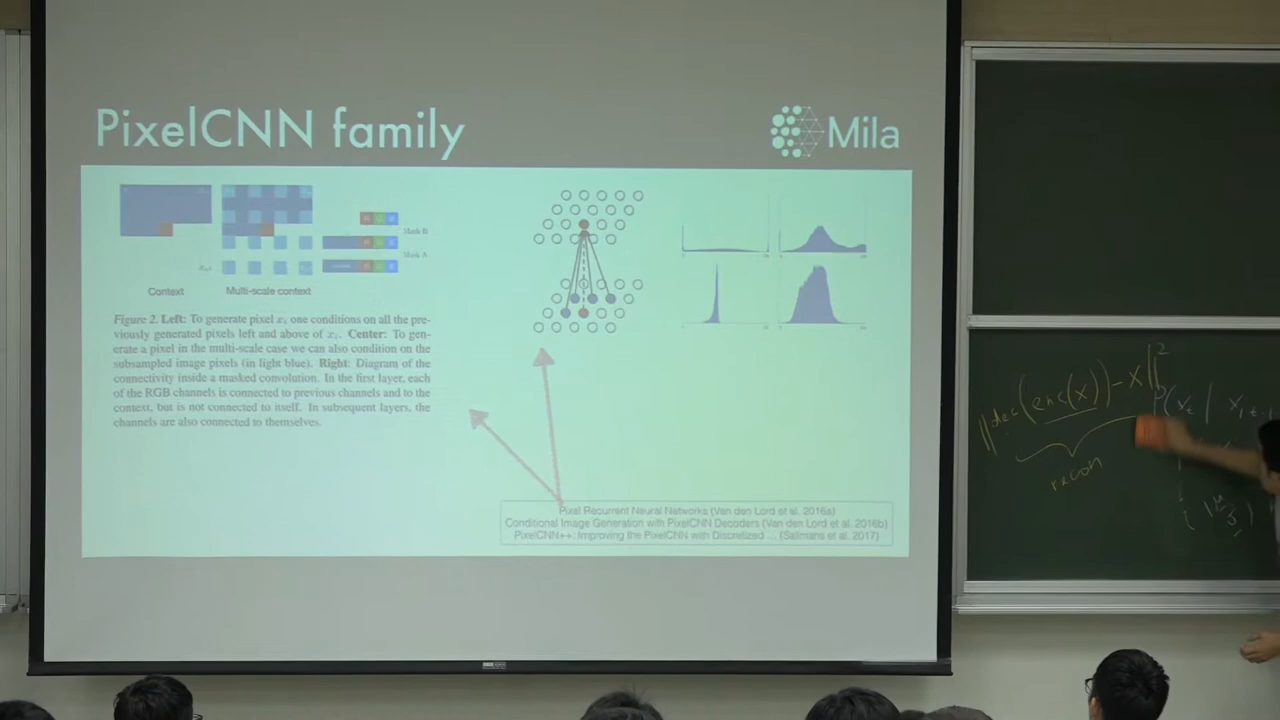 PixelCNN family
Mila
Mask B
Mask A
Context
Multi-scale context
Figure 2. Left: To generate pixel xᵢ one conditions on all the pre-
viously generated pixels left and above of xᵢ. Center: To gen-
erate a pixel in the multi-scale case we can also condition on the
subsampled image pixels (in light blue). Right: Diagram of the
connectivity inside a masked convolution. In the first layer, each
of the RGB channels is connected to previous channels and to the
context, but is not connected to itself. In subsequent layers, the
channels are also connected to themselves.
Pixel Recurrent Neural Networks (Van den Lord et al. 2016a)
Conditional Image Generation with PixelCNN Decoders (Van den Lord et al. 2016b)
PixelCNN++: Improving the PixelCNN with Discretized ... (Salimans et al. 2017)
||dec(enc(x)) - x||²
recon